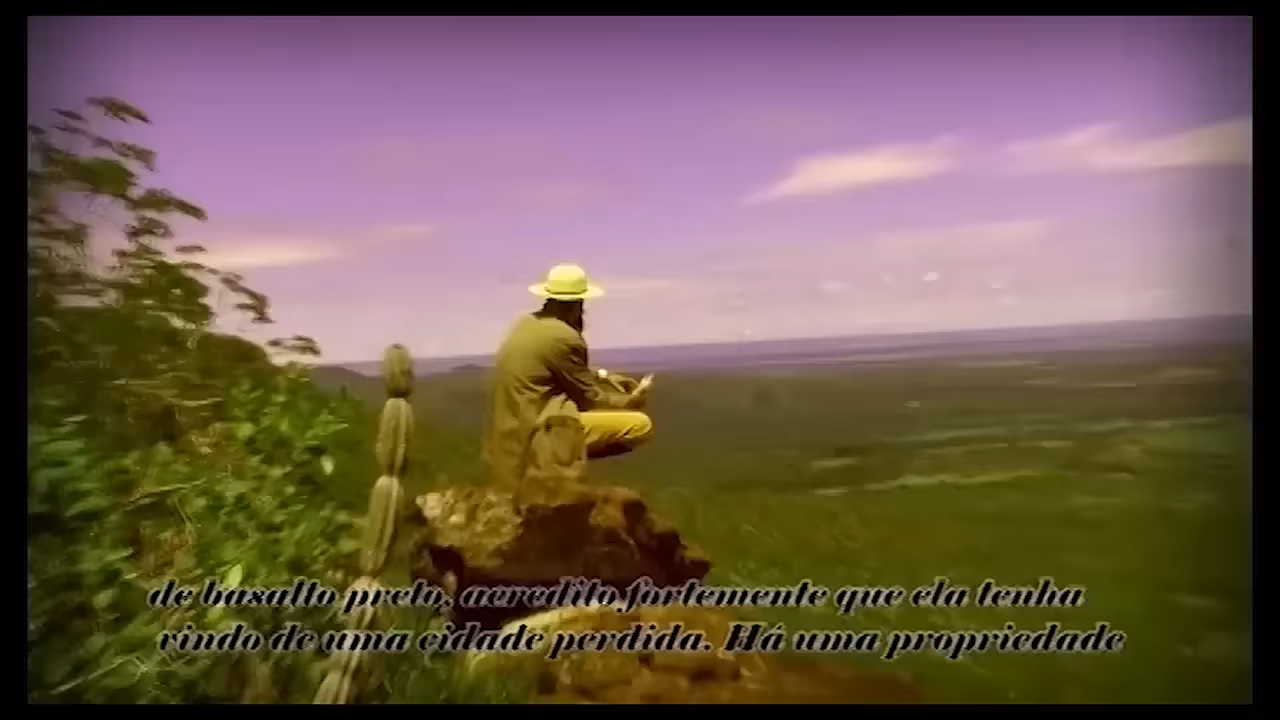 de basalto preto, acredito fortemente que ela tenha
vindo de uma cidade perdida. Há uma propriedade